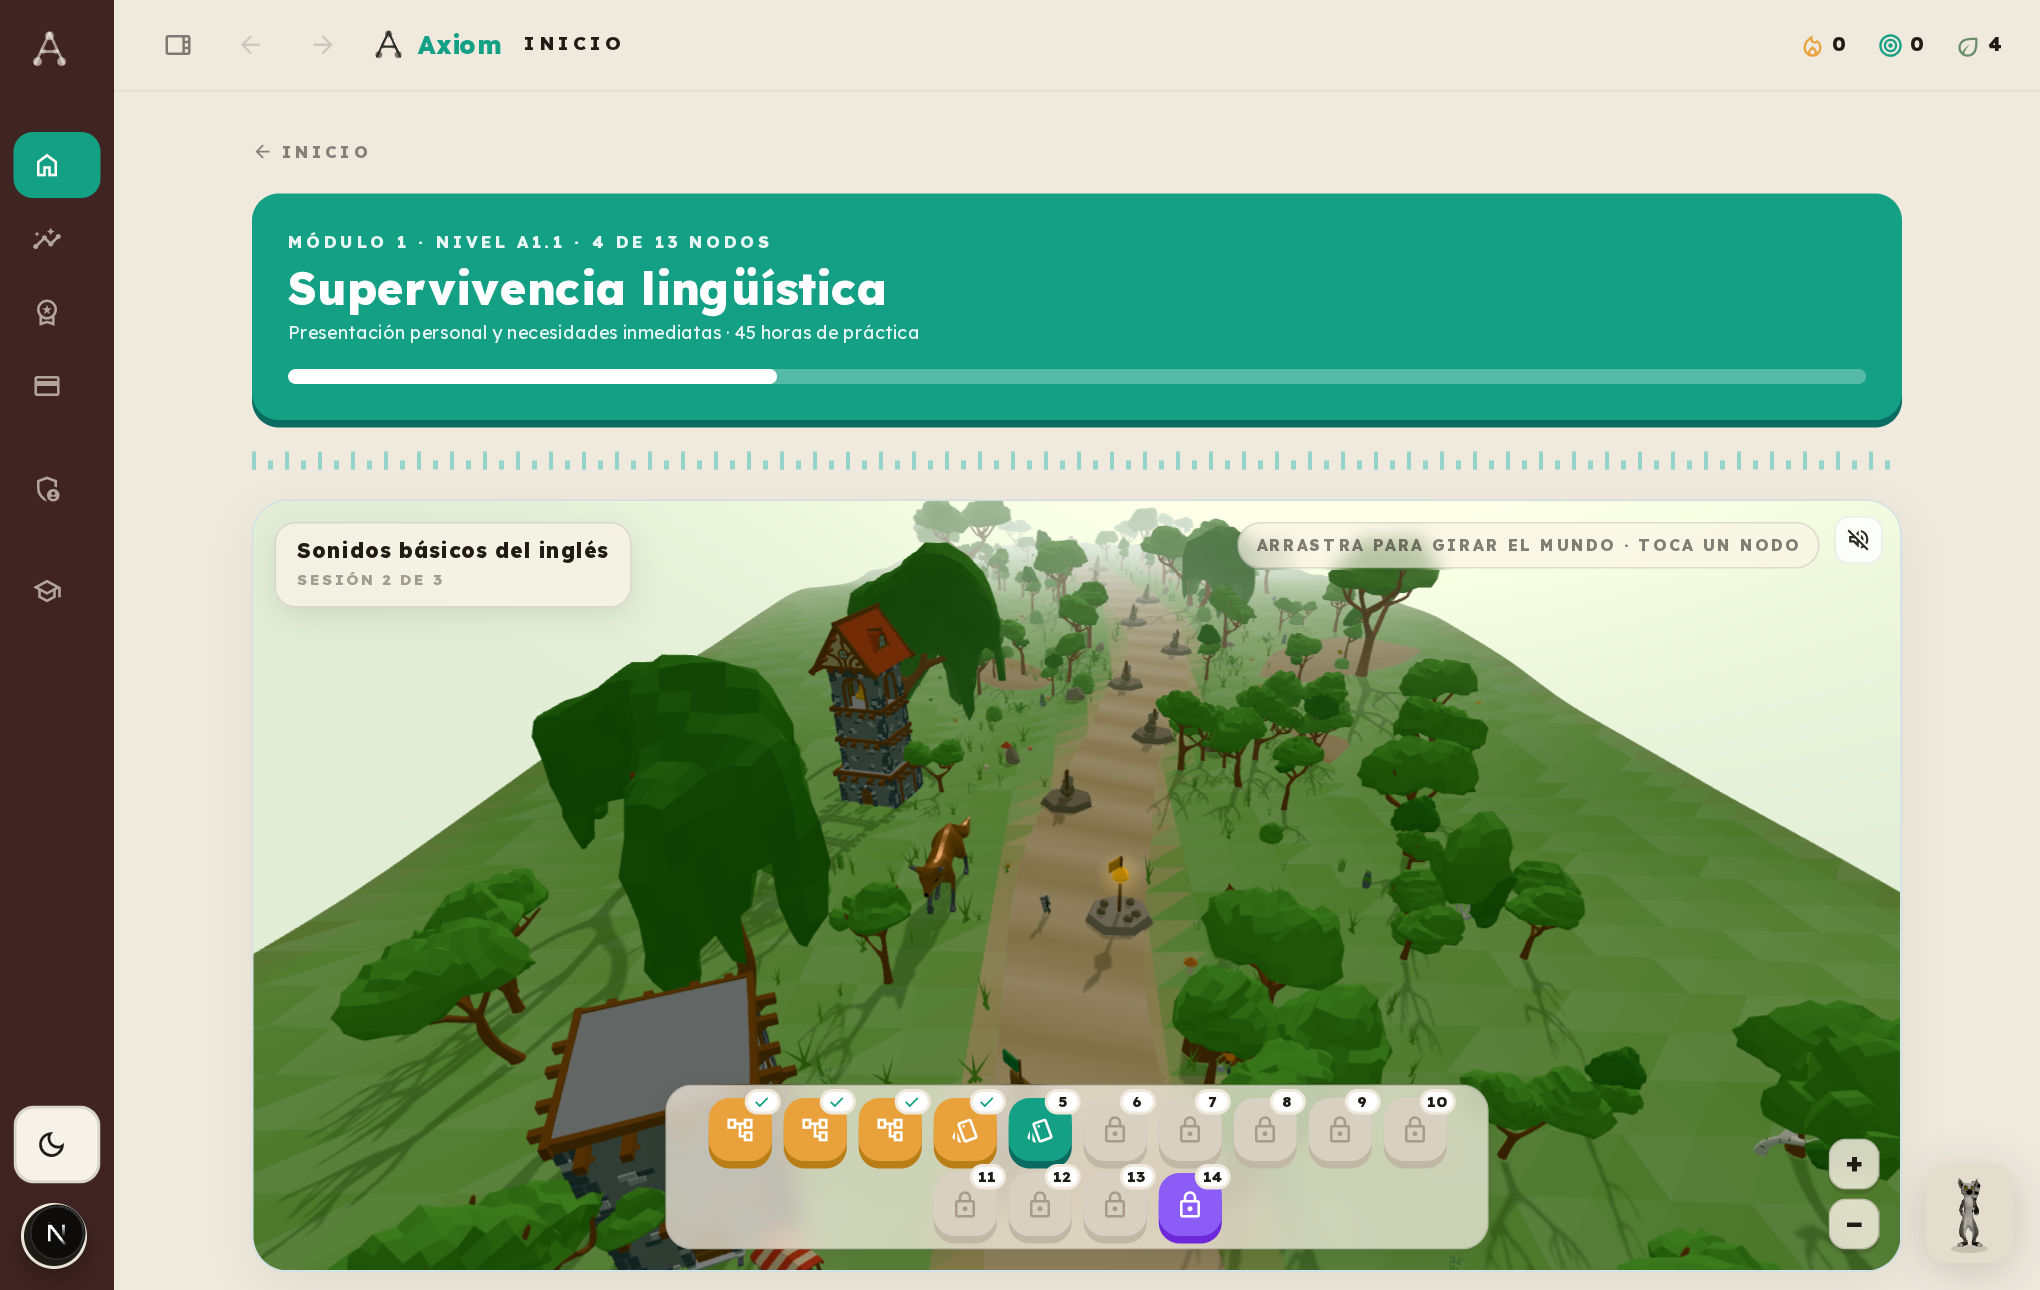 Axiom INICIO
0 0 4
INICIO
MÓDULO 1 · NIVEL A1.1 · 4 DE 13 NODOS
Supervivencia lingüística
Presentación personal y necesidades inmediatas · 45 horas de práctica
Sonidos básicos del inglés
SESIÓN 2 DE 3
ARRASTRA PARA GIRAR EL MUNDO · TOCA UN NODO
5 6 7 8 9 10
11 12 13 14
+
−
N